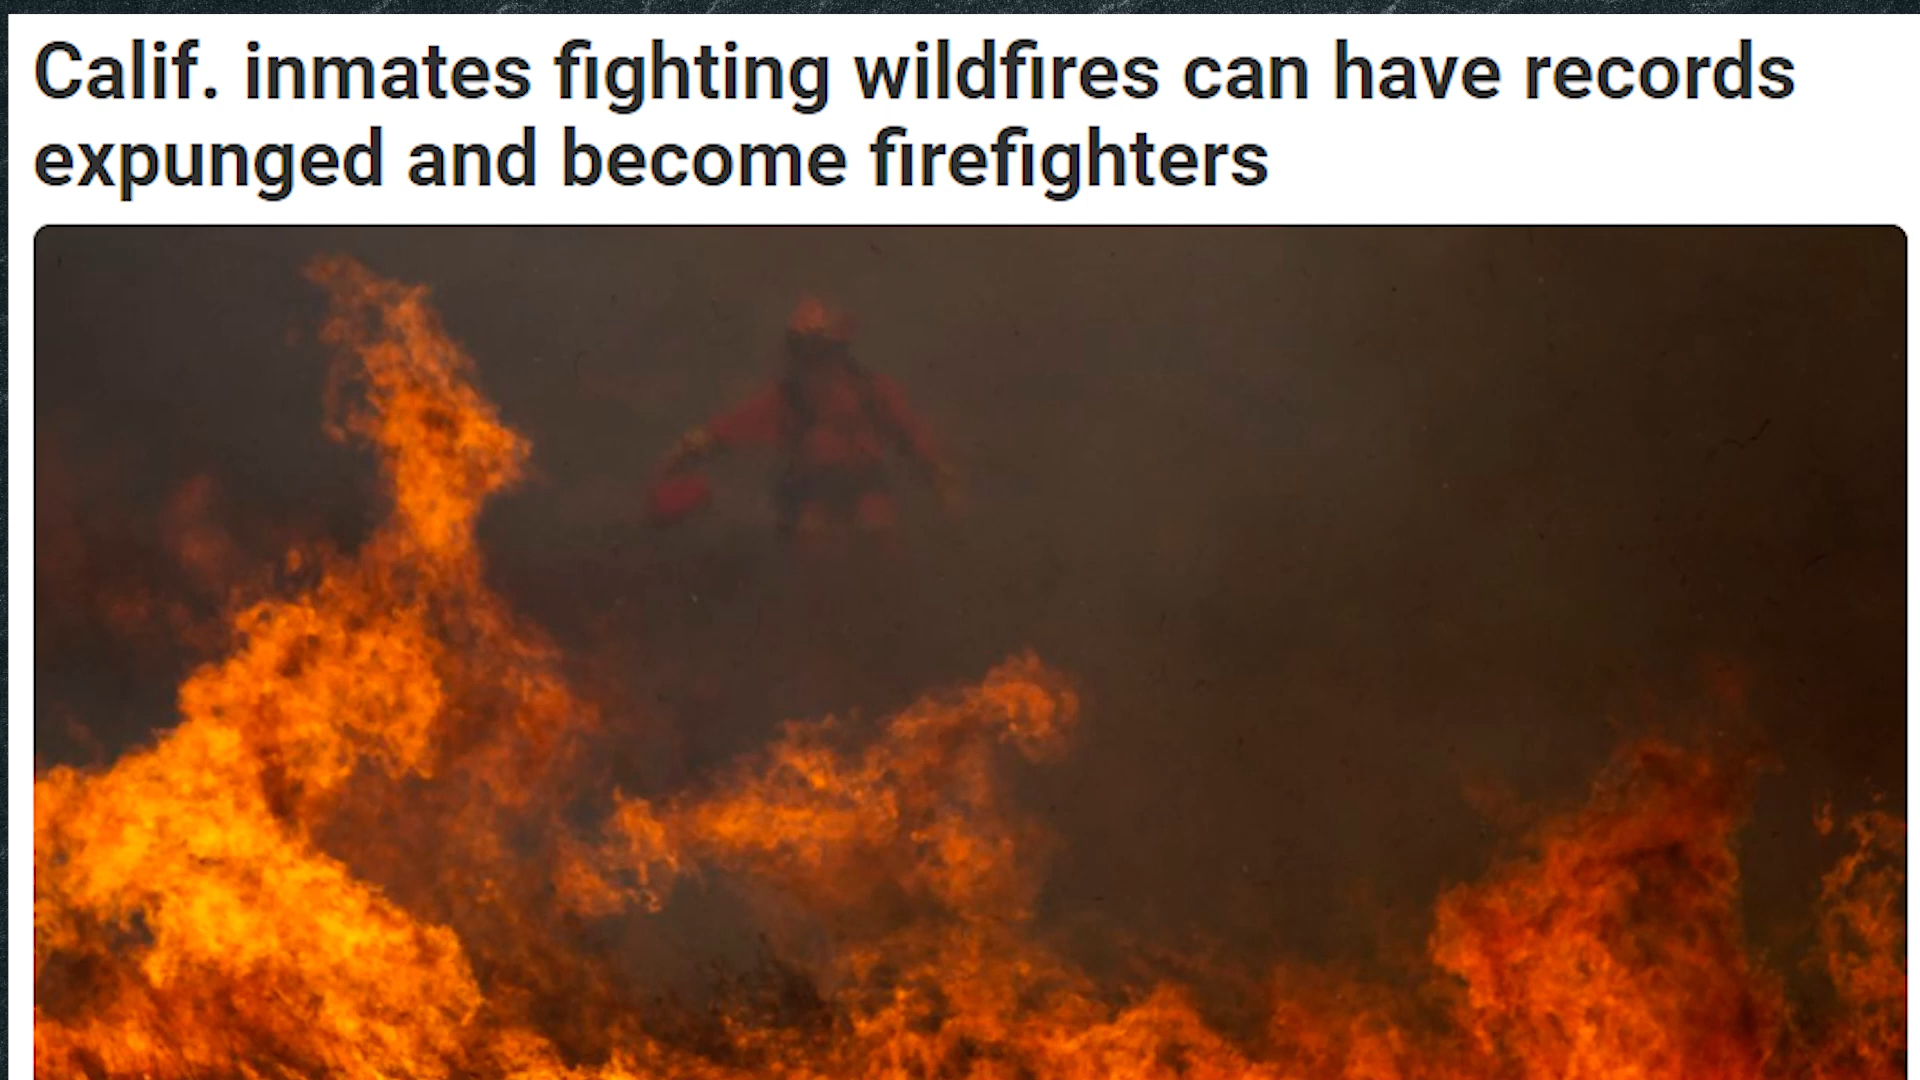 Calif. inmates fighting wildfires can have records
expunged and become firefighters